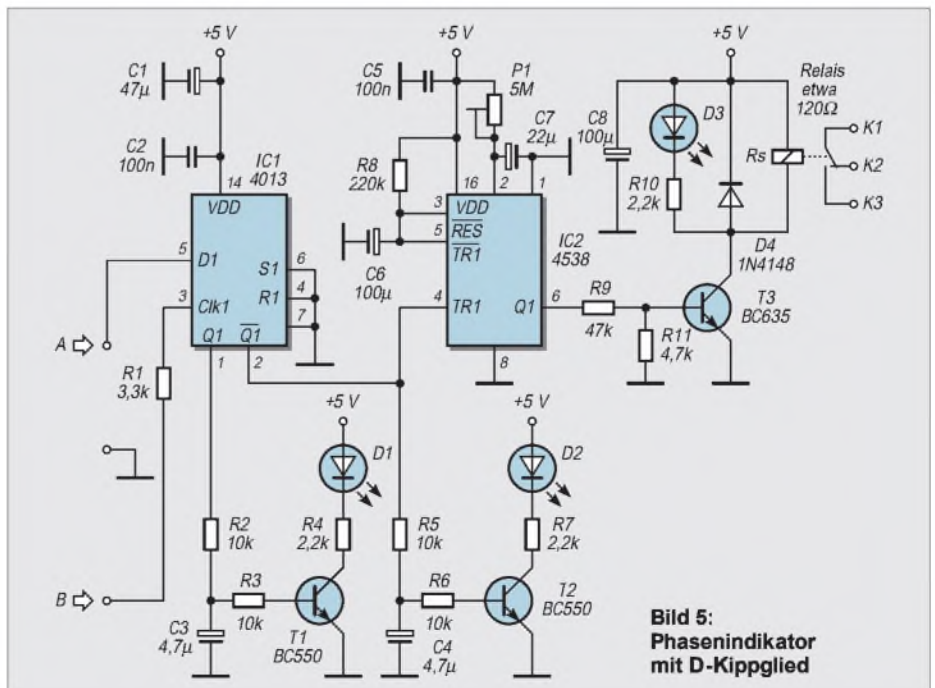 +5 V
C1
47µ
C2
100n
14
IC1
4013
VDD
5
D1
S1
6
3
Clk1
R1
4
7
Q1
Q1
1
2
A
R1
3,3k
B
R2
10k
C3
4,7µ
R3
10k
+5 V
D1
R4
2,2k
T1
BC550
+5 V
C5
100n
P1
5M
C7
22µ
R8
220k
16
2
1
3
VDD
5
RES
TR1
IC2
4538
C6
100µ
4
TR1
Q1
6
8
R5
10k
C4
4,7µ
R6
10k
+5 V
D2
R7
2,2k
T2
BC550
+5 V
C8
100µ
D3
R10
2,2k
Rs
Relais
etwa
120Ω
K1
K2
K3
D4
1N4148
R9
47k
R11
4,7k
T3
BC635
Bild 5:
Phasenindikator
mit D-Kippglied